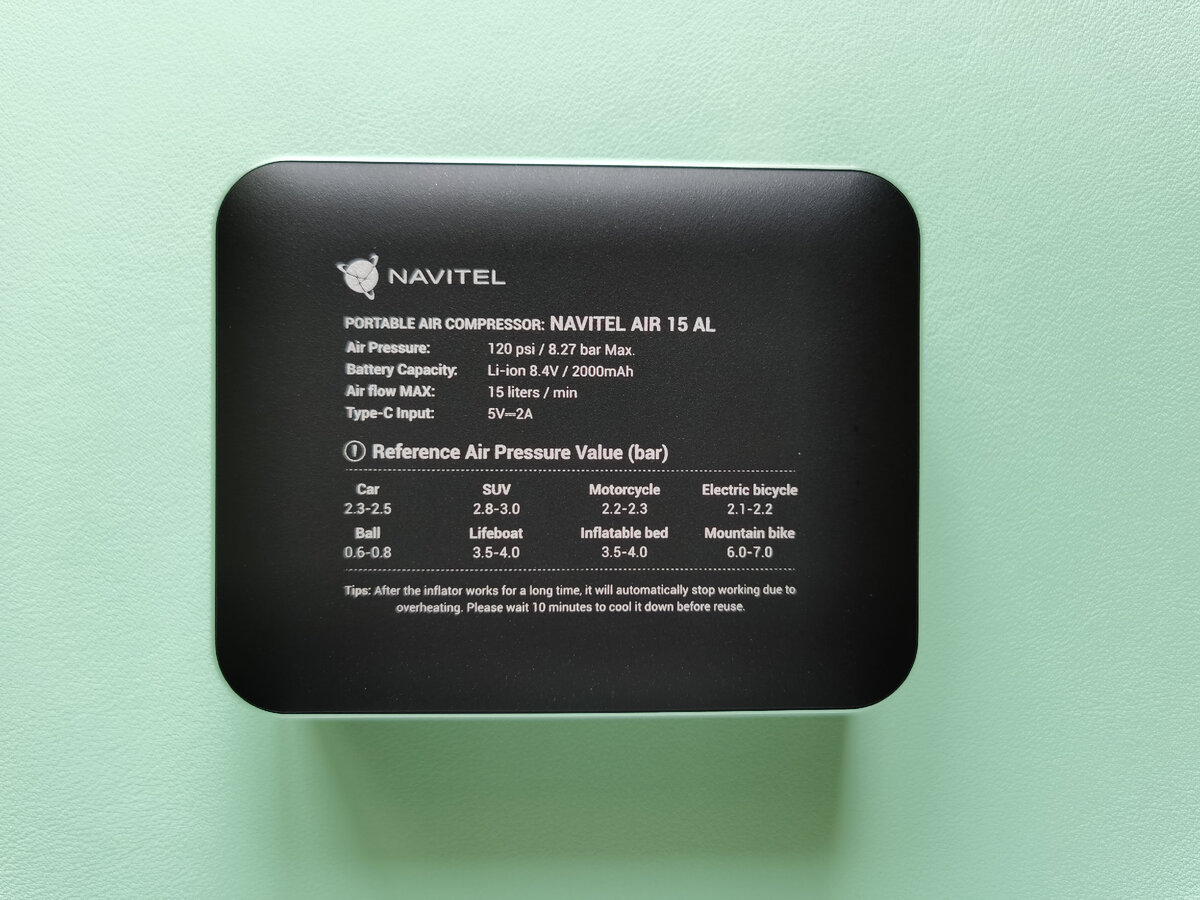 NAVITEL
PORTABLE AIR COMPRESSOR: NAVITEL AIR 15 AL
Air Pressure: 120 psi / 8.27 bar Max.
Battery Capacity: Li-ion 8.4V / 2000mAh
Air flow MAX: 15 liters / min
Type-C Input: 5V⎓2A
Reference Air Pressure Value (bar)
Car SUV Motorcycle Electric bicycle
2.3-2.5 2.8-3.0 2.2-2.3 2.1-2.2
Ball Lifeboat Inflatable bed Mountain bike
0.6-0.8 3.5-4.0 3.5-4.0 6.0-7.0
Tips: After the inflator works for a long time, it will automatically stop working due to
overheating. Please wait 10 minutes to cool it down before reuse.